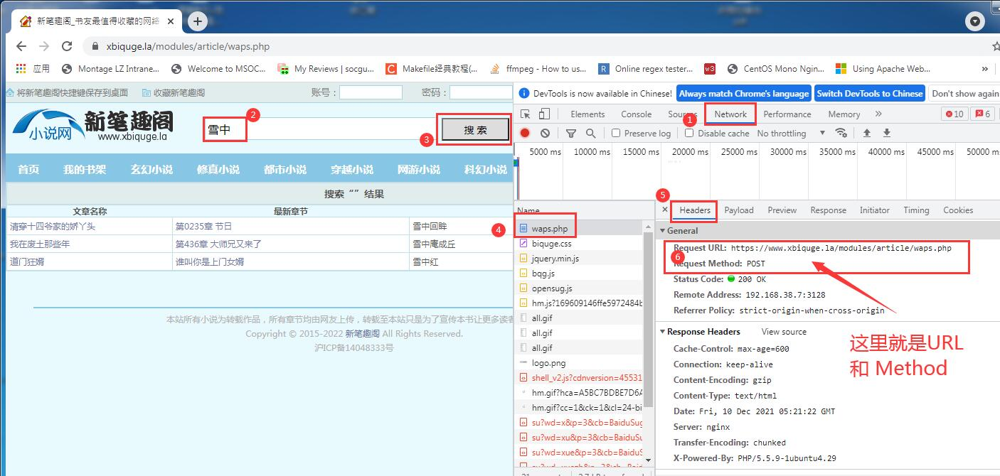 新笔趣阁_书友最值得收藏的网络
xbiquge.la/modules/article/waps.php
应用 Montage LZ Intrane... Welcome to MSOC... My Reviews | socgu... Makefile经典教程(... ffmpeg - How to us... Online regex tester... w3 CentOS Mono Ngin... Using Apache Web... »
将新笔趣阁快捷键保存到桌面 收藏新笔趣阁 账号： 密码：
小说网 新笔趣阁
www.xbiquge.la
雪中 2
3 搜 索
首页 我的书架 玄幻小说 修真小说 都市小说 穿越小说 网游小说 科幻小说
搜索“”结果
文章名称 最新章节
清穿十四爷家的娇丫头 第0235章 节日 雪中回眸
我在废土那些年 第436章 大师兄又来了 雪中庵成丘
道门狂婿 谁叫你是上门女婿 雪中红
本站所有小说为转载作品，所有章节均由网友上传，转载至本站只是为了宣传本书让更多读者
Copyright © 2015-2022 新笔趣阁 All Rights Reserved.
沪ICP备14048333号
DevTools is now available in Chinese! Always match Chrome's language Switch DevTools to Chinese Don't show again
Elements Console Sources Network Performance Memory » 10 6
1
Preserve log Disable cache No throttling
5000 ms 10000 ms 15000 ms 20000 ms 25000 ms 30000 ms 35000 ms 40000 ms 45000 ms 50000 ms
Name
4 waps.php
biquge.css
jquery.min.js
bqg.js
opensug.js
hm.js?169609146ffe5972484b
all.gif
all.gif
all.gif
logo.png
shell_v2.js?cdnversion=45531
hm.gif?hca=A5BC7BDBE7D6A
hm.gif?cc=1&ck=1&cl=24-bi
su?wd=x&p=3&cb=BaiduSug
su?wd=xu&p=3&cb=BaiduSu
su?wd=xue&p=3&cb=BaiduS
5
× Headers Payload Preview Response Initiator Timing Cookies
General
Request URL: https://www.xbiquge.la/modules/article/waps.php
6
Request Method: POST
Status Code: 200 OK
Remote Address: 192.168.38.7:3128
Referrer Policy: strict-origin-when-cross-origin
Response Headers View source
Cache-Control: max-age=600
Connection: keep-alive
Content-Encoding: gzip
Content-Type: text/html
Date: Fri, 10 Dec 2021 05:21:22 GMT
Server: nginx
Transfer-Encoding: chunked
X-Powered-By: PHP/5.5.9-1ubuntu4.29
这里就是URL
和 Method